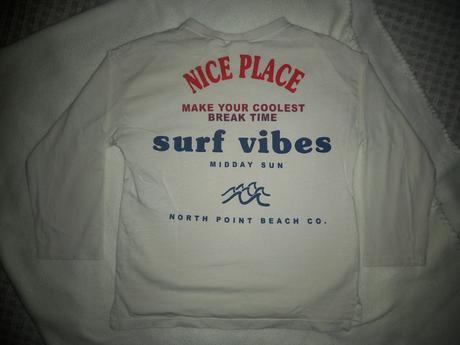 NICE PLACE
MAKE YOUR COOLEST
BREAK TIME
surf vibes
MIDDAY SUN
NORTH POINT BEACH CO.